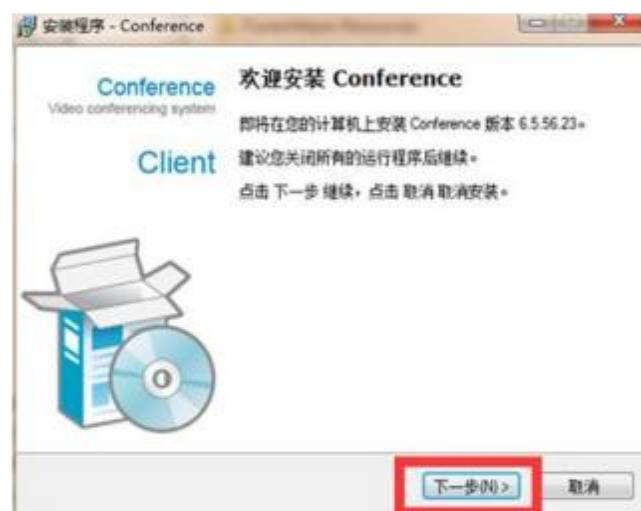 安装程序 - Conference
Conference
Video conferencing system
Client
欢迎安装 Conference
即将在您的计算机上安装 Conference 版本 6.5.56.23。
建议您关闭所有的运行程序后继续。
点击 下一步 继续，点击 取消 取消安装。
下一步(N) >
取消